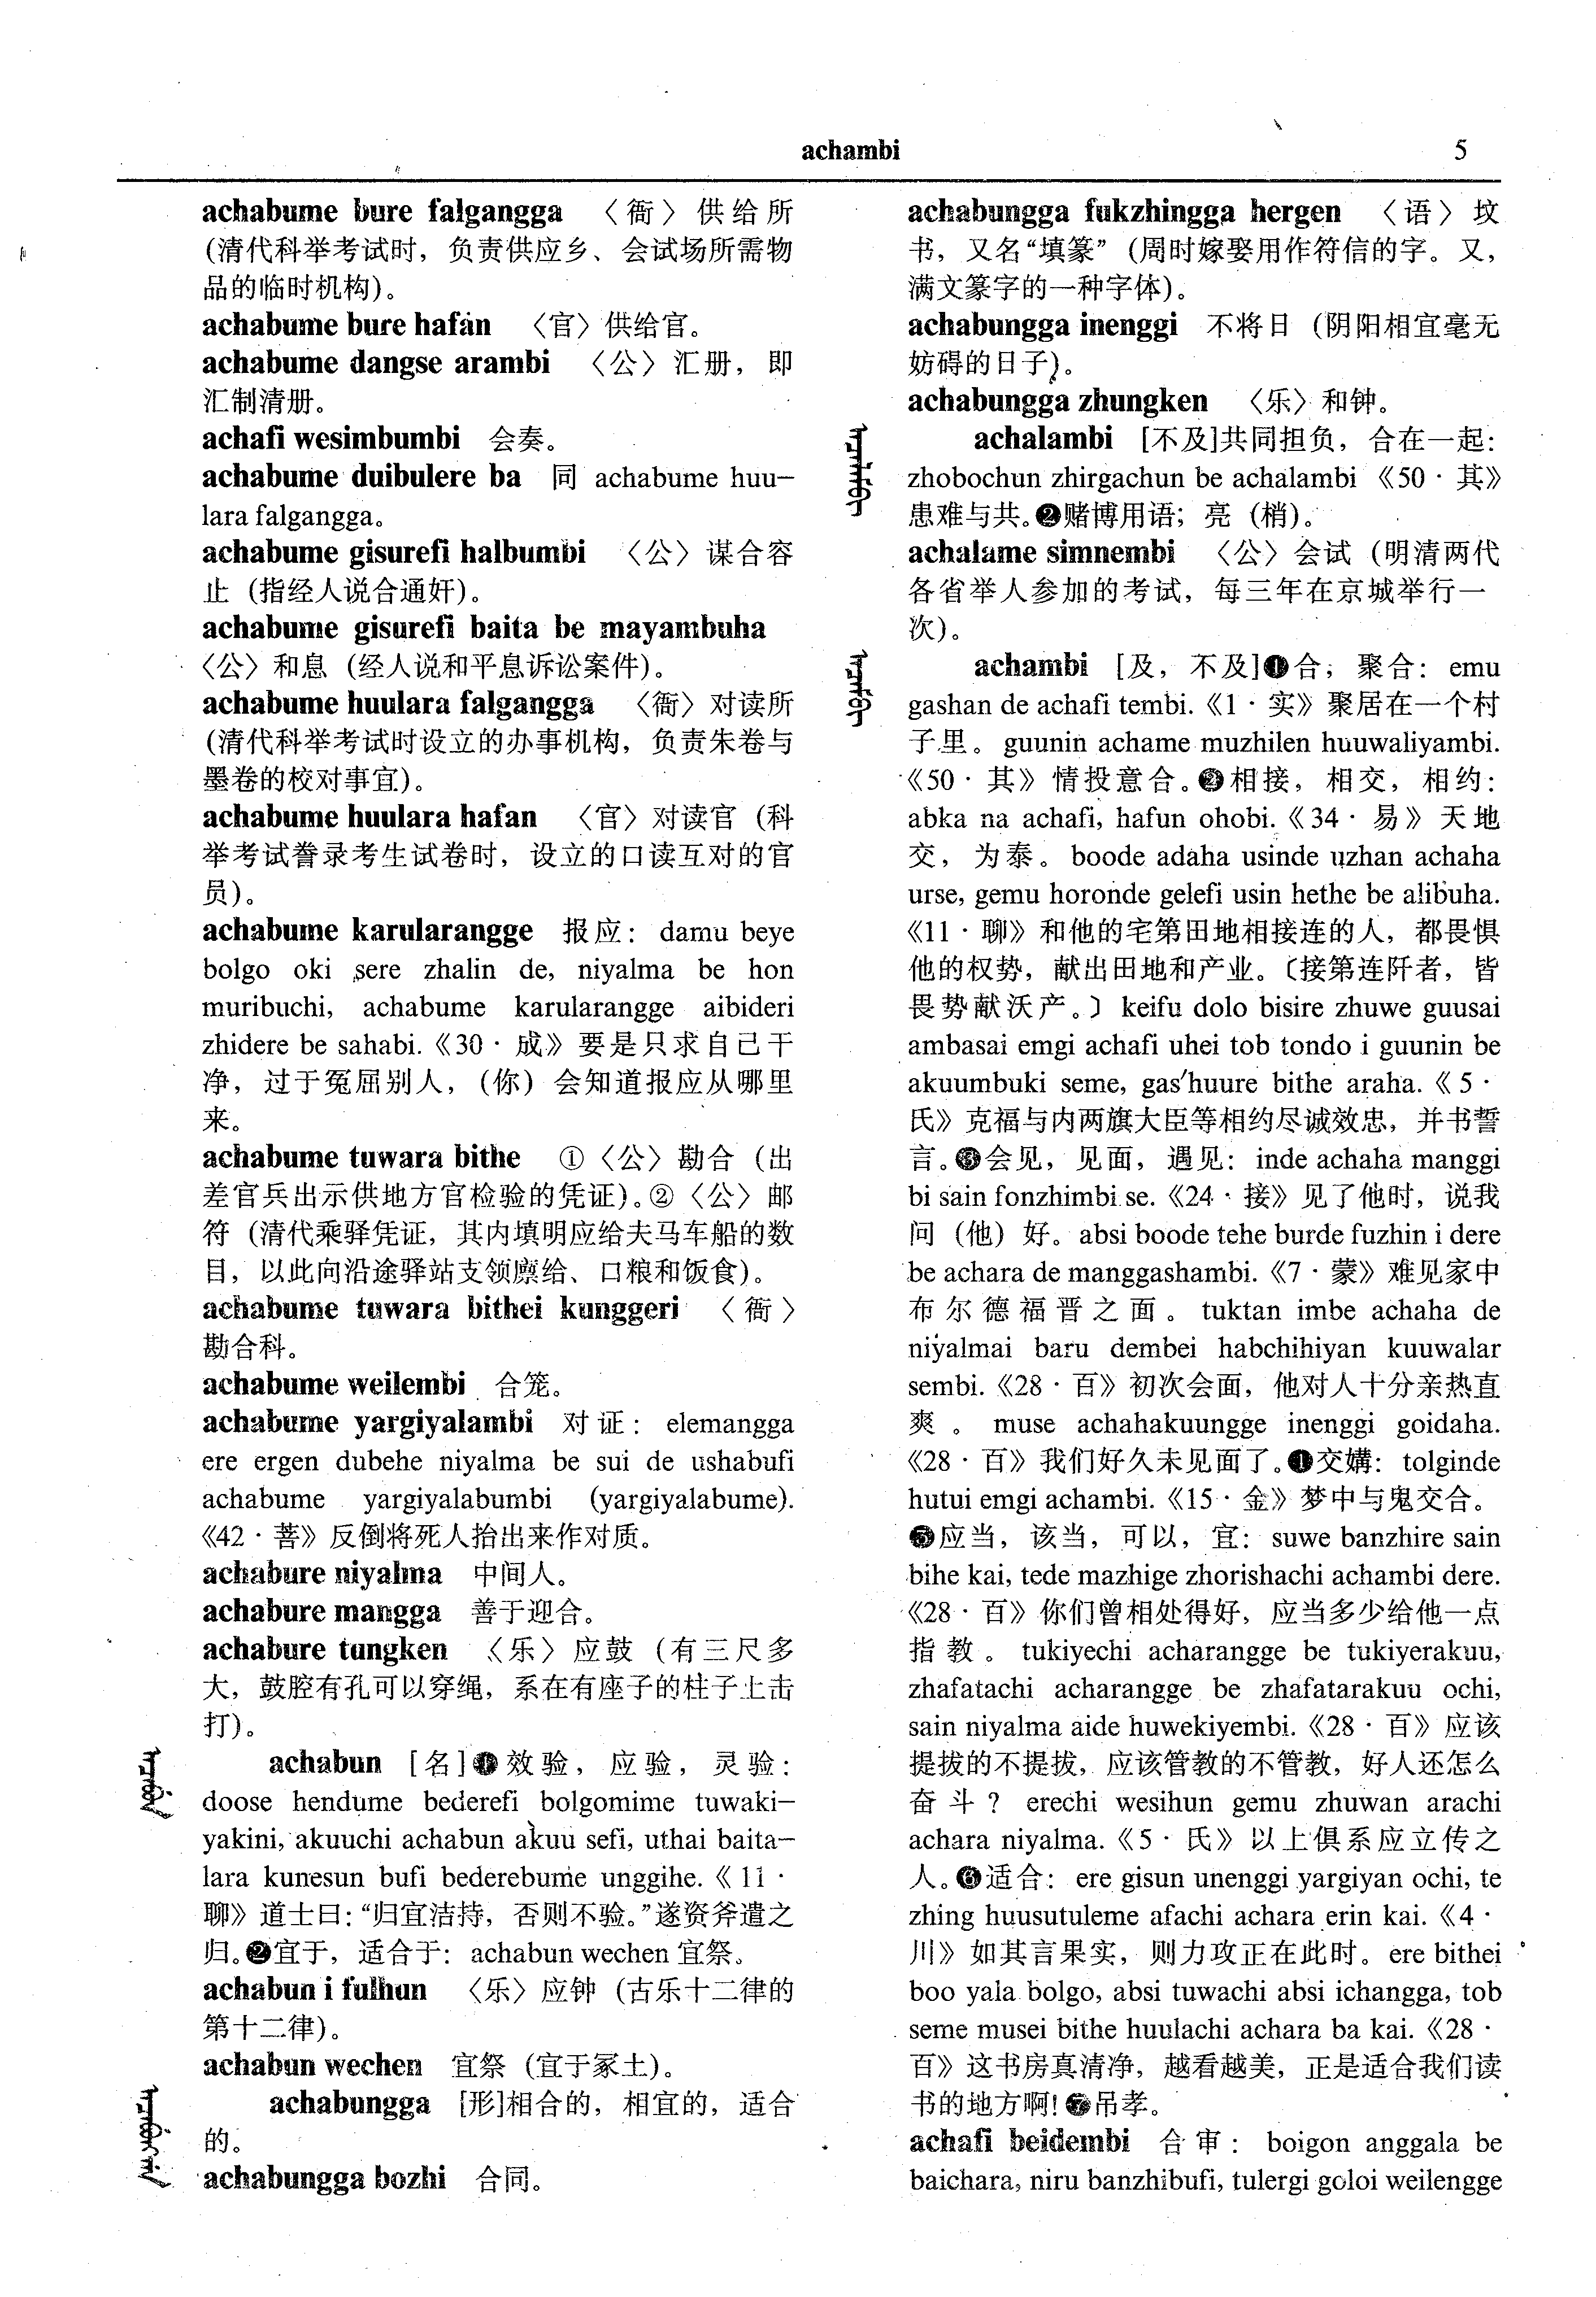 achambi
5
achabume bure falgangga 〈衙〉供给所
(清代科举考试时，负责供应乡、会试场所需物
品的临时机构)。
achabume bure hafan 〈官〉供给官。
achabume dangse arambi 〈公〉汇册，即
汇制清册。
achafi wesimbumbi 会奏。
achabume duibulere ba 同 achabume huu-
lara falgangga。
achabume gisurefi halbumbi 〈公〉谋合容
止 (指经人说合通奸)。
achabume gisurefi baita be mayambuha
〈公〉和息 (经人说和平息诉讼案件)。
achabume huulara falgangga 〈衙〉对读所
(清代科举考试时设立的办事机构，负责朱卷与
墨卷的校对事宜)。
achabume huulara hafan 〈官〉对读官 (科
举考试誊录考生试卷时，设立的口读互对的官
员)。
achabume karularangge 报应： damu beye
bolgo oki sere zhalin de, niyalma be hon
muribuchi, achabume karularangge aibideri
zhidere be sahabi.《30·成》要是只求自己干
净，过于冤屈别人，(你) 会知道报应从哪里
来。
achabume tuwara bithe ①〈公〉勘合 (出
差官兵出示供地方官检验的凭证)。②〈公〉邮
符 (清代乘驿凭证，其内填明应给夫马车船的数
目，以此向沿途驿站支领廪给、口粮和饭食)。
achabume tuwara bithei kunggeri 〈衙〉
勘合科。
achabume weilembi 合笼。
achabume yargiyalambi 对证： elemangga
ere ergen dubehe niyalma be sui de ushabufi
achabume yargiyalabumbi (yargiyalabume).
《42·菩》反倒将死人抬出来作对质。
achabure niyalma 中间人。
achabure mangga 善于迎合。
achabure tungken 〈乐〉应鼓 (有三尺多
大，鼓腔有孔可以穿绳，系在有座子的柱子上击
打)。
achabun [名]❶效验，应验，灵验：
doose hendume bederefi bolgomime tuwaki-
yakini, akuuchi achabun akuu sefi, uthai baita-
lara kunesun bufi bederebume unggihe.《11·
聊》道士曰：“归宜洁持，否则不验。”遂资斧遣之
归。❷宜于，适合于：achabun wechen 宜祭。
achabun i fulhun 〈乐〉应钟 (古乐十二律的
第十二律)。
achabun wechen 宜祭 (宜于冢土)。
achabungga [形]相合的，相宜的，适合
的。
achabungga bozhi 合同。
achabungga fukzhingga hergen 〈语〉坟
书，又名“填篆” (周时嫁娶用作符信的字。又，
满文篆字的一种字体)。
achabungga inenggi 不将日 (阴阳相宜毫无
妨碍的日子)。
achabungga zhungken 〈乐〉和钟。
achalambi [不及]共同担负，合在一起：
zhobochun zhirgachun be achalambi《50·其》
患难与共。❷赌博用语；亮 (梢)。
achalame simnembi 〈公〉会试 (明清两代
各省举人参加的考试，每三年在京城举行一
次)。
achambi [及，不及]❶合；聚合：emu
gashan de achafi tembi.《1·实》聚居在一个村
子里。guunin achame muzhilen huuwaliyambi.
《50·其》情投意合。❷相接，相交，相约：
abka na achafi, hafun ohobi.《34·易》天地
交，为泰。boode adaha usinde uzhan achaha
urse, gemu horonde gelefi usin hethe be alibuha.
《11·聊》和他的宅第田地相接连的人，都畏惧
他的权势，献出田地和产业。〔接第连阡者，皆
畏势献沃产。〕keifu dolo bisire zhuwe guusai
ambasai emgi achafi uhei tob tondo i guunin be
akuumbuki seme, gas'huure bithe araha.《5·
氏》克福与内两旗大臣等相约尽诚效忠，并书誓
言。❸会见，见面，遇见：inde achaha manggi
bi sain fonzhimbi se.《24·接》见了他时，说我
问 (他) 好。absi boode tehe burde fuzhin i dere
be achara de manggashambi.《7·蒙》难见家中
布尔德福晋之面。tuktan imbe achaha de
niyalmai baru dembei habchihiyan kuuwalar
sembi.《28·百》初次会面，他对人十分亲热直
爽。muse achahakuungge inenggi goidaha.
《28·百》我们好久未见面了。❶交媾：tolginde
hutui emgi achambi.《15·金》梦中与鬼交合。
❺应当，该当，可以，宜：suwe banzhire sain
bihe kai, tede mazhige zhorishachi achambi dere.
《28·百》你们曾相处得好，应当多少给他一点
指教。tukiyechi acharangge be tukiyerakuu,
zhafatachi acharangge be zhafatarakuu ochi,
sain niyalma aide huwekiyembi.《28·百》应该
提拔的不提拔，应该管教的不管教，好人还怎么
奋斗？ erechi wesihun gemu zhuwan arachi
achara niyalma.《5·氏》以上俱系应立传之
人。❻适合：ere gisun unenggi yargiyan ochi, te
zhing huusutuleme afachi achara erin kai.《4·
川》如其言果实，则力攻正在此时。ere bithei
boo yala bolgo, absi tuwachi absi ichangga, tob
seme musei bithe huulachi achara ba kai.《28·
百》这书房真清净，越看越美，正是适合我们读
书的地方啊!❼吊孝。
achafi beidembi 合审：boigon anggala be
baichara, niru banzhibufi, tulergi goloi weilengge